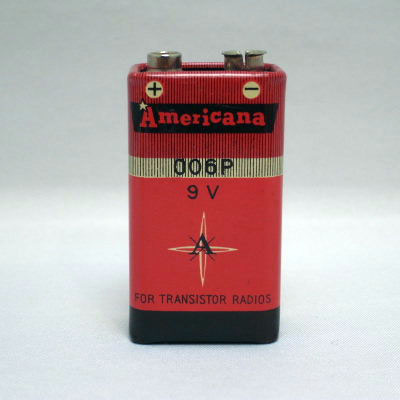 + −
Americana
006P
9 V
A
FOR TRANSISTOR RADIOS